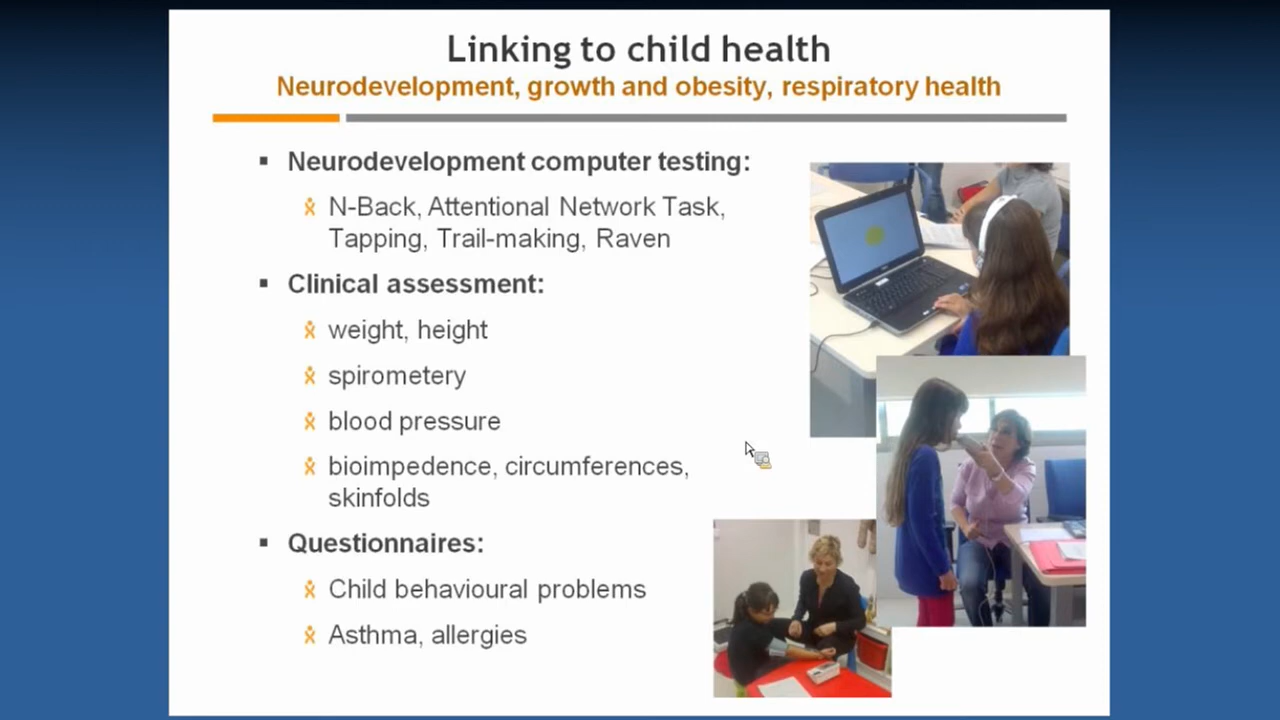 Linking to child health
Neurodevelopment, growth and obesity, respiratory health
Neurodevelopment computer testing:
N-Back, Attentional Network Task,
Tapping, Trail-making, Raven
Clinical assessment:
weight, height
spirometery
blood pressure
bioimpedence, circumferences,
skinfolds
Questionnaires:
Child behavioural problems
Asthma, allergies